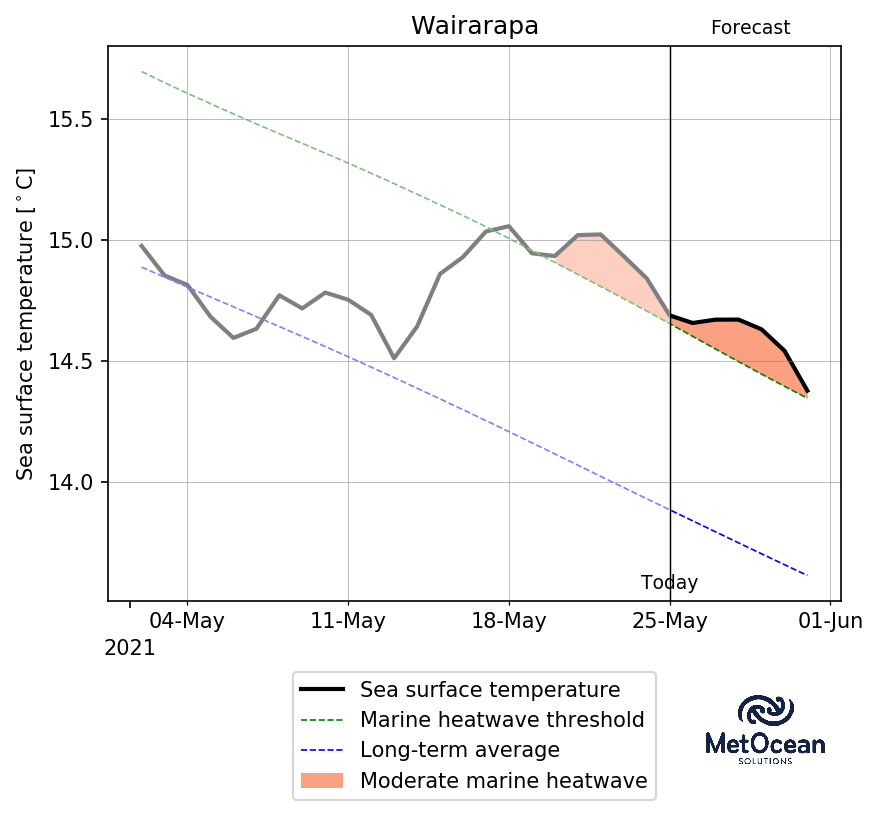 Wairarapa
Forecast
Sea surface temperature [°C]
15.5
15.0
14.5
14.0
Today
04-May 11-May 18-May 25-May 01-Jun
2021
Sea surface temperature
Marine heatwave threshold
Long-term average
Moderate marine heatwave
MetOcean
SOLUTIONS